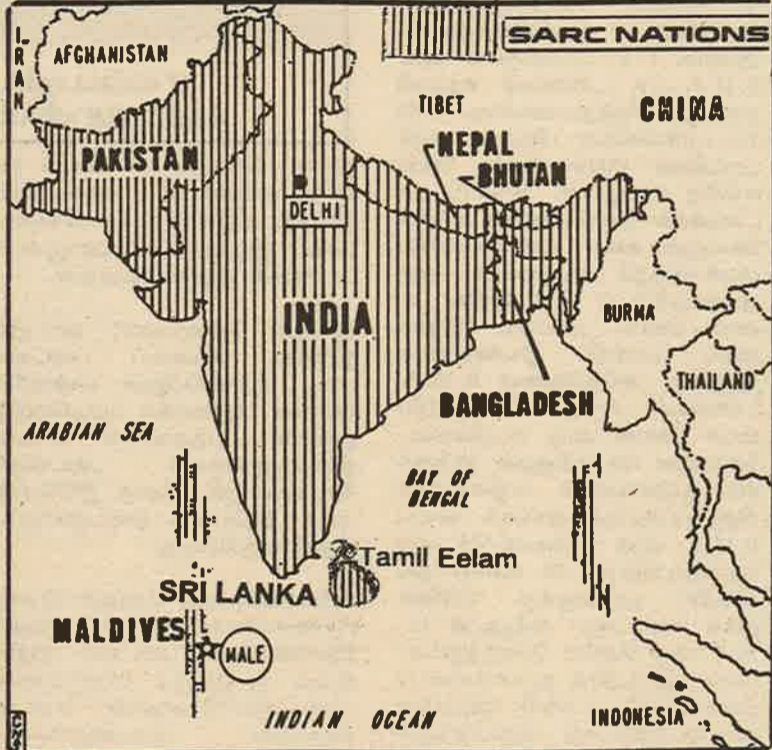 SARC NATIONS
IRAN
AFGHANISTAN
TIBET
CHINA
PAKISTAN
NEPAL
BHUTAN
DELHI
INDIA
BURMA
THAILAND
BANGLADESH
ARABIAN SEA
BAY OF
BENGAL
Tamil Eelam
SRI LANKA
MALDIVES
MALE
INDIAN OCEAN
INDONESIA